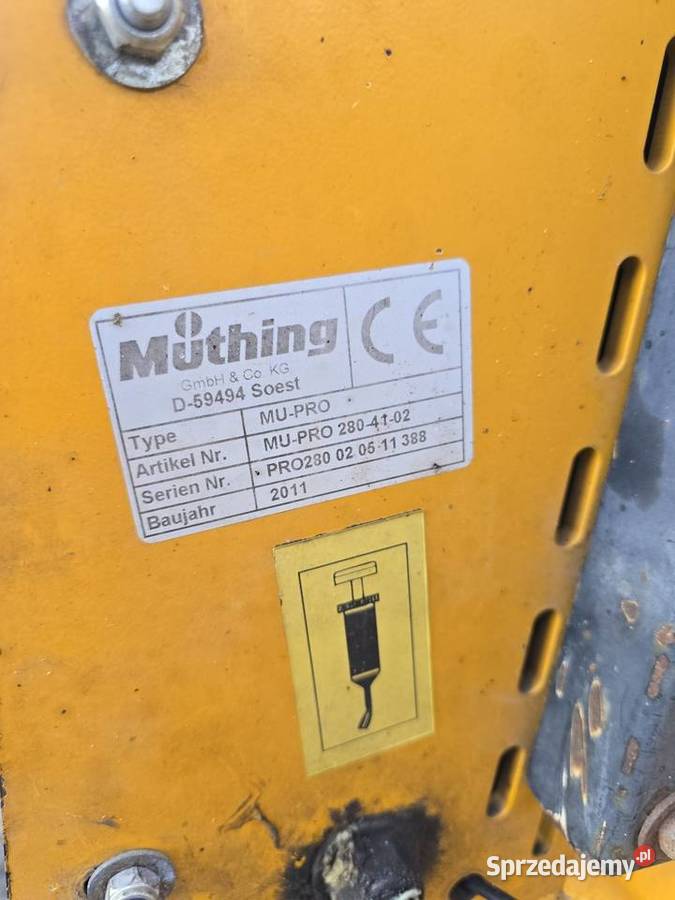 Müthing
GmbH & Co. KG
D-59494 Soest
CE
Type MU-PRO
Artikel Nr. MU-PRO 280-41-02
Serien Nr. PRO280 02 05 11 388
Baujahr 2011
Sprzedajemy.pl